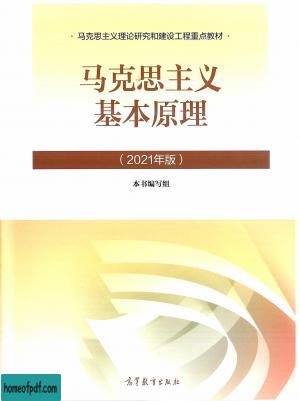 · 马克思主义理论研究和建设工程重点教材 ·
马克思主义
基本原理
（2021年版）
本书编写组
高等教育出版社
homeofpdf.com